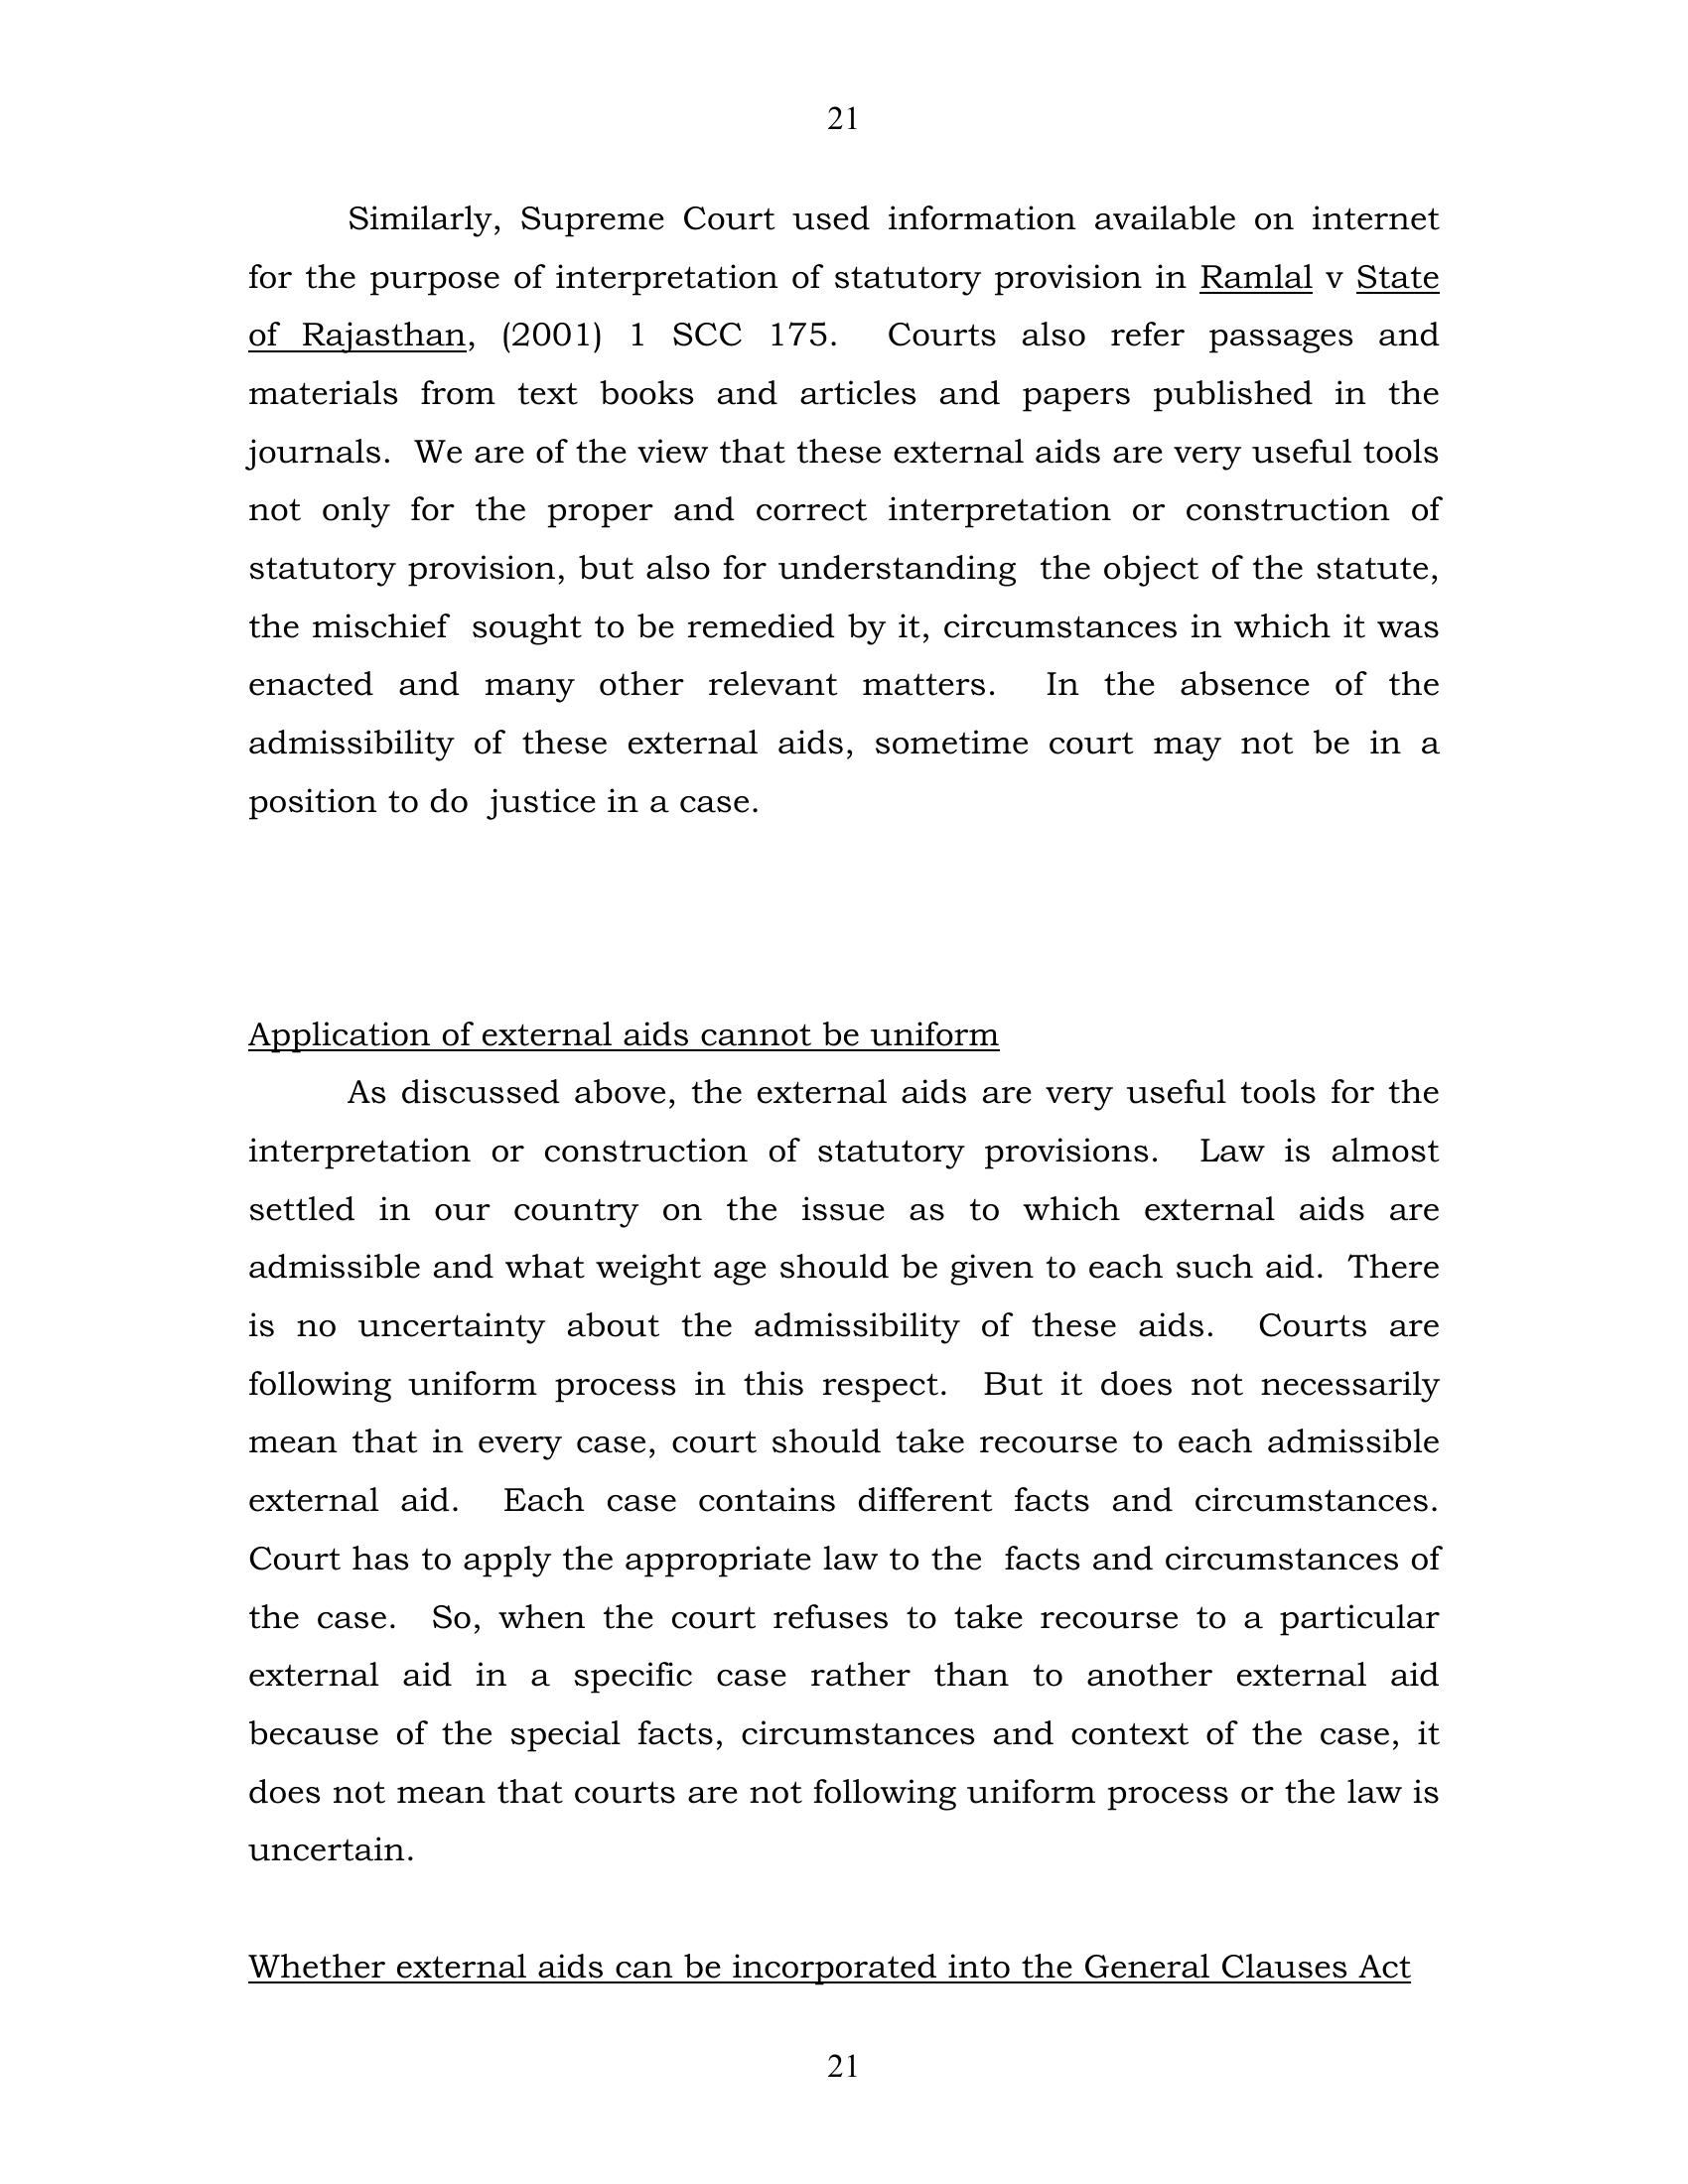 21
Similarly, Supreme Court used information available on internet
for the purpose of interpretation of statutory provision in Ramlal v State
of Rajasthan, (2001) 1 SCC 175.  Courts also refer passages and
materials from text books and articles and papers published in the
journals.  We are of the view that these external aids are very useful tools
not only for the proper and correct interpretation or construction of
statutory provision, but also for understanding  the object of the statute,
the mischief  sought to be remedied by it, circumstances in which it was
enacted and many other relevant matters.  In the absence of the
admissibility of these external aids, sometime court may not be in a
position to do  justice in a case.
Application of external aids cannot be uniform
As discussed above, the external aids are very useful tools for the
interpretation or construction of statutory provisions.  Law is almost
settled in our country on the issue as to which external aids are
admissible and what weight age should be given to each such aid.  There
is no uncertainty about the admissibility of these aids.  Courts are
following uniform process in this respect.  But it does not necessarily
mean that in every case, court should take recourse to each admissible
external aid.  Each case contains different facts and circumstances.
Court has to apply the appropriate law to the  facts and circumstances of
the case.  So, when the court refuses to take recourse to a particular
external aid in a specific case rather than to another external aid
because of the special facts, circumstances and context of the case, it
does not mean that courts are not following uniform process or the law is
uncertain.
Whether external aids can be incorporated into the General Clauses Act
21